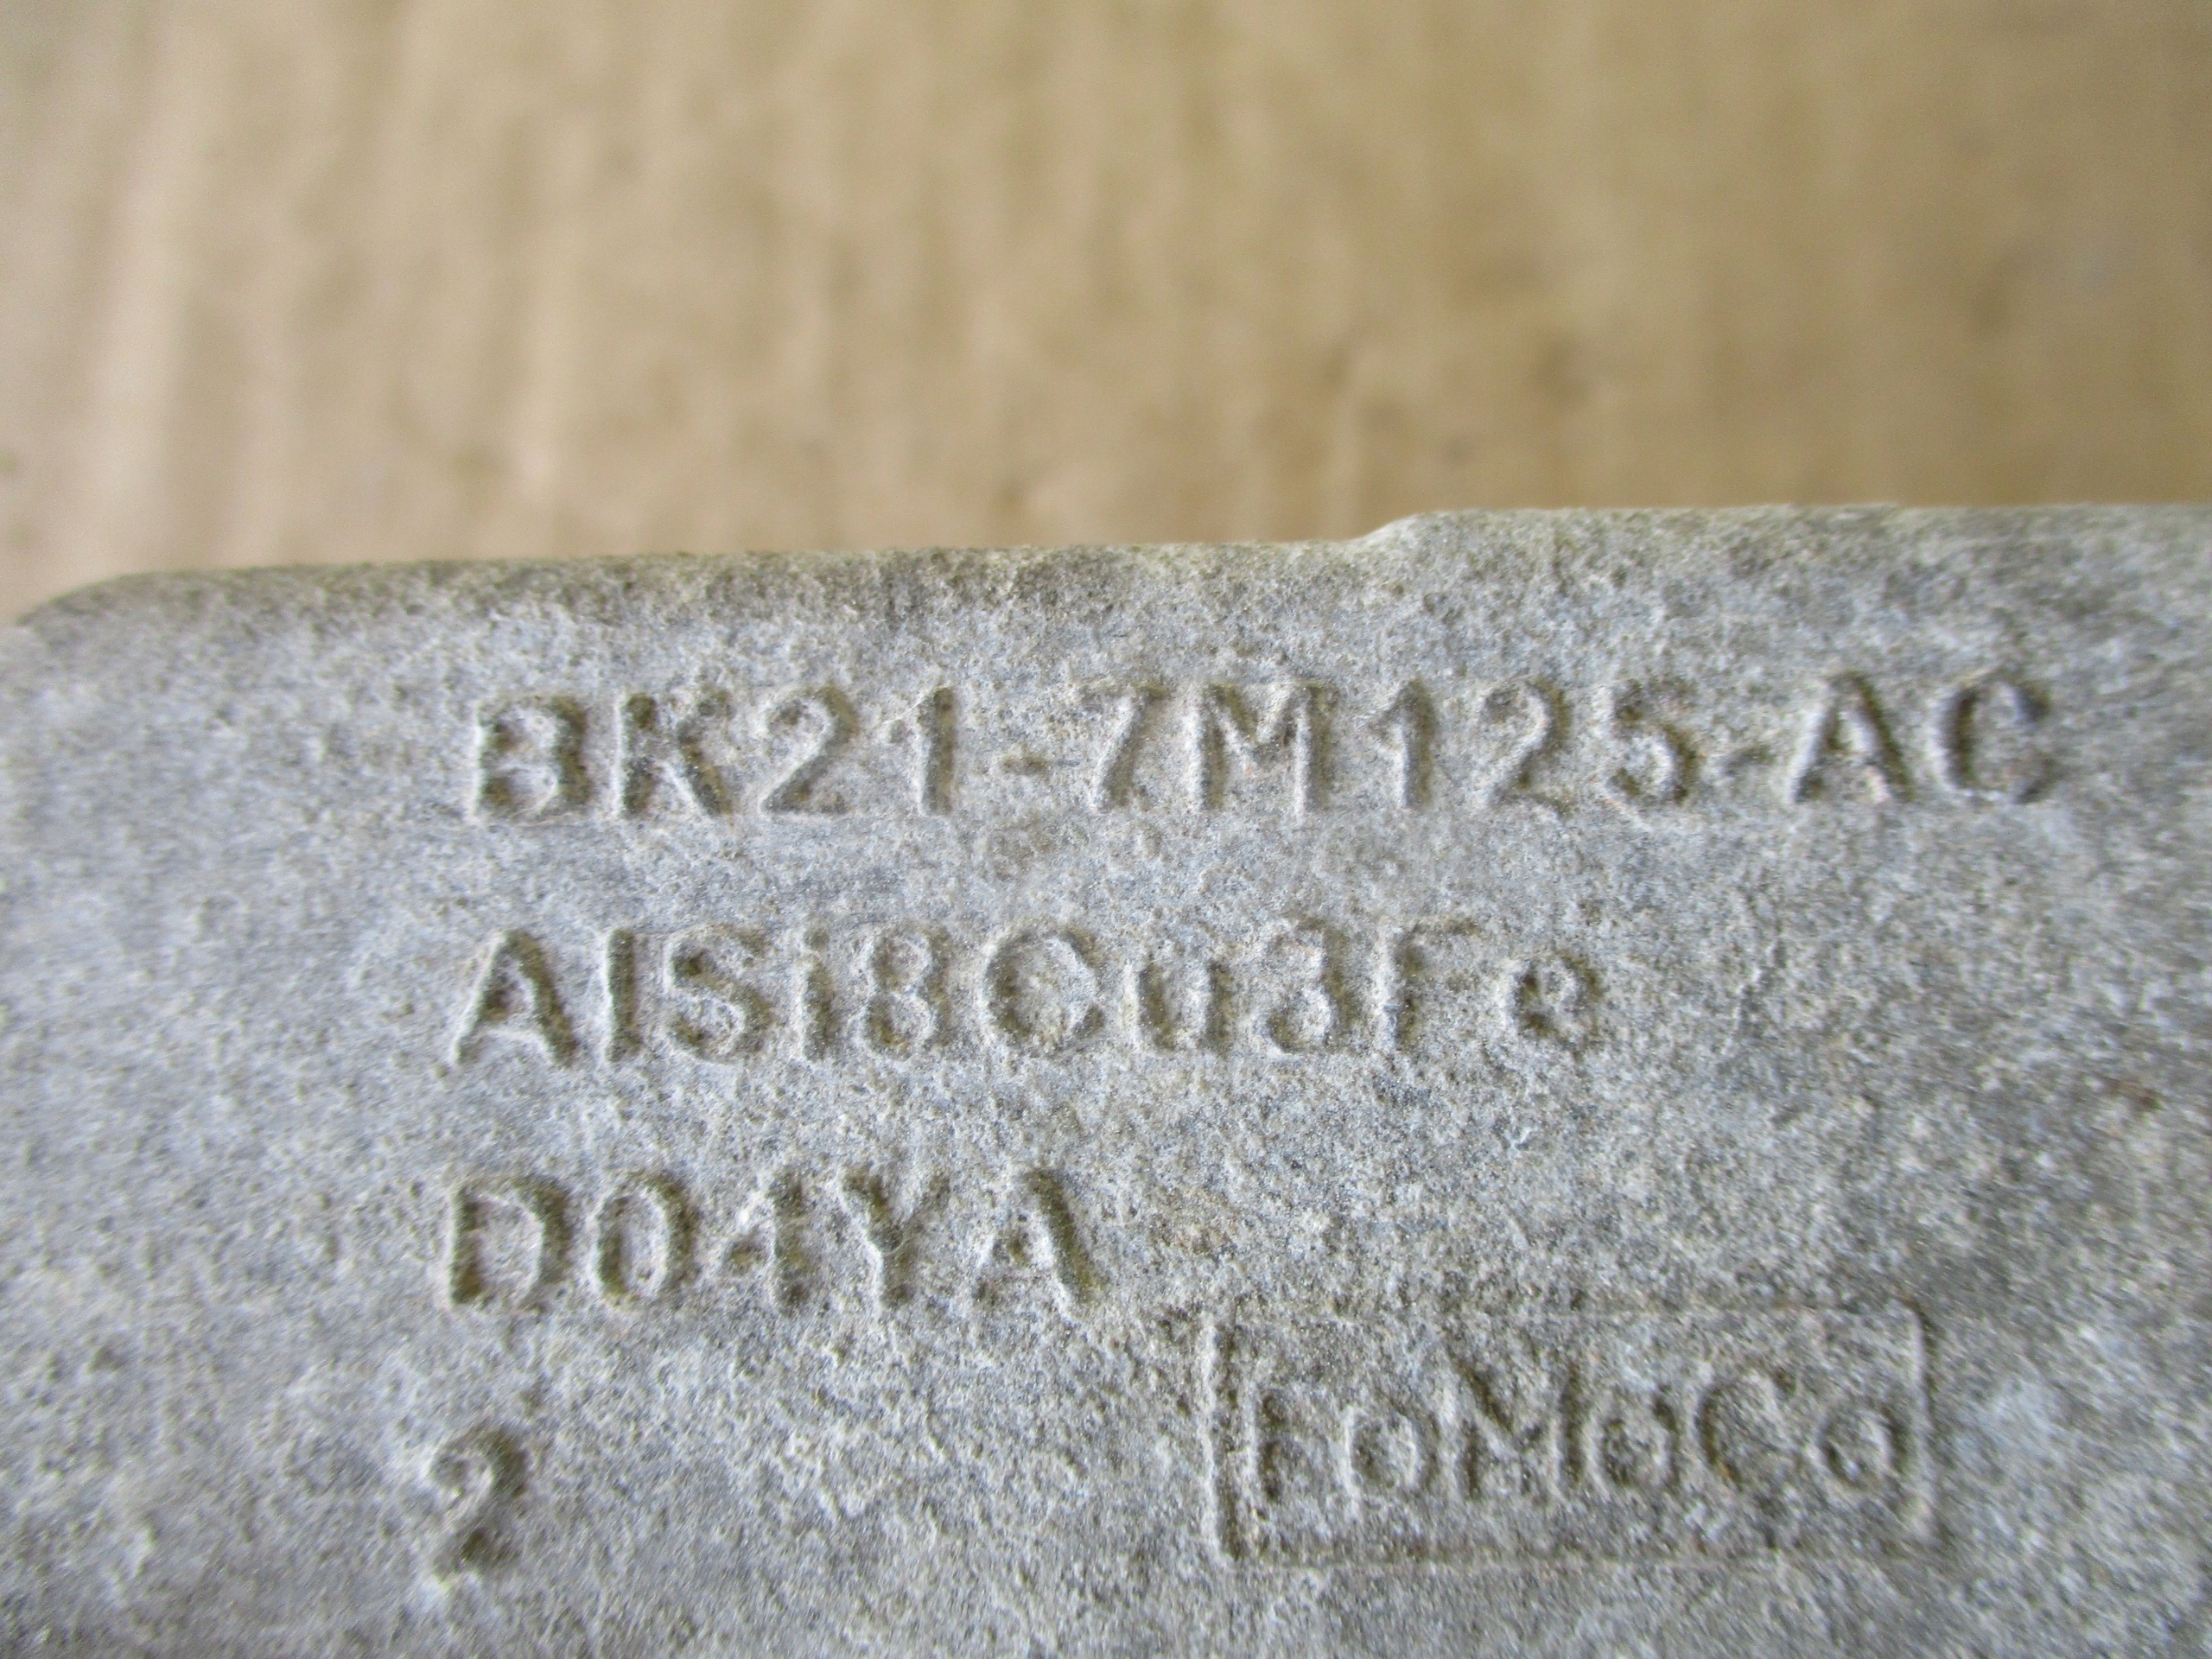 BK21-7M125-AC
AlSi8Cu3Fe
D04YA
2
FoMoCo